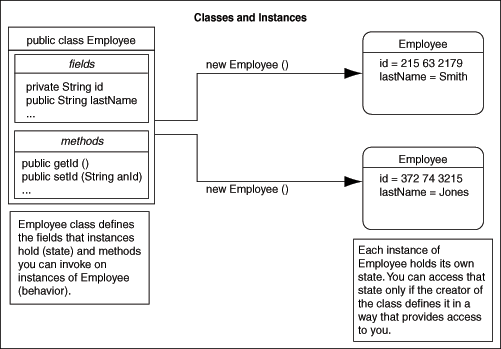 Classes and Instances
public class Employee
fields
private String id
public String lastName
...
methods
public getId ()
public setId (String anId)
...
Employee class defines
the fields that instances
hold (state) and methods
you can invoke on
instances of Employee
(behavior).
new Employee ()
new Employee ()
Employee
id = 215 63 2179
lastName = Smith
Employee
id = 372 74 3215
lastName = Jones
Each instance of
Employee holds its own
state. You can access that
state only if the creator of
the class defines it in a
way that provides access
to you.